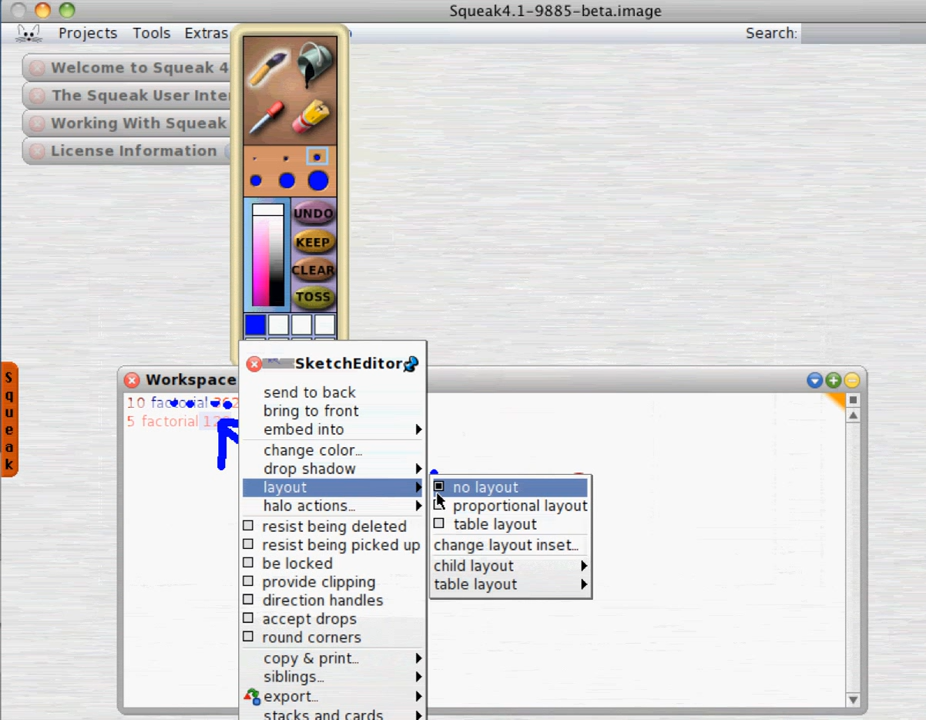 Squeak4.1-9885-beta.image
Projects Tools Extras Search:
Welcome to Squeak 4
The Squeak User Inter
Working With Squeak
License Information
UNDO
KEEP
CLEAR
TOSS
Squeak
SketchEditor
send to back
bring to front
embed into
change color…
drop shadow
layout
halo actions…
resist being deleted
resist being picked up
be locked
provide clipping
direction handles
accept drops
round corners
copy & print…
siblings…
export…
stacks and cards
no layout
proportional layout
table layout
change layout inset…
child layout
table layout
Workspace
10 factorial 362
5 factorial 12